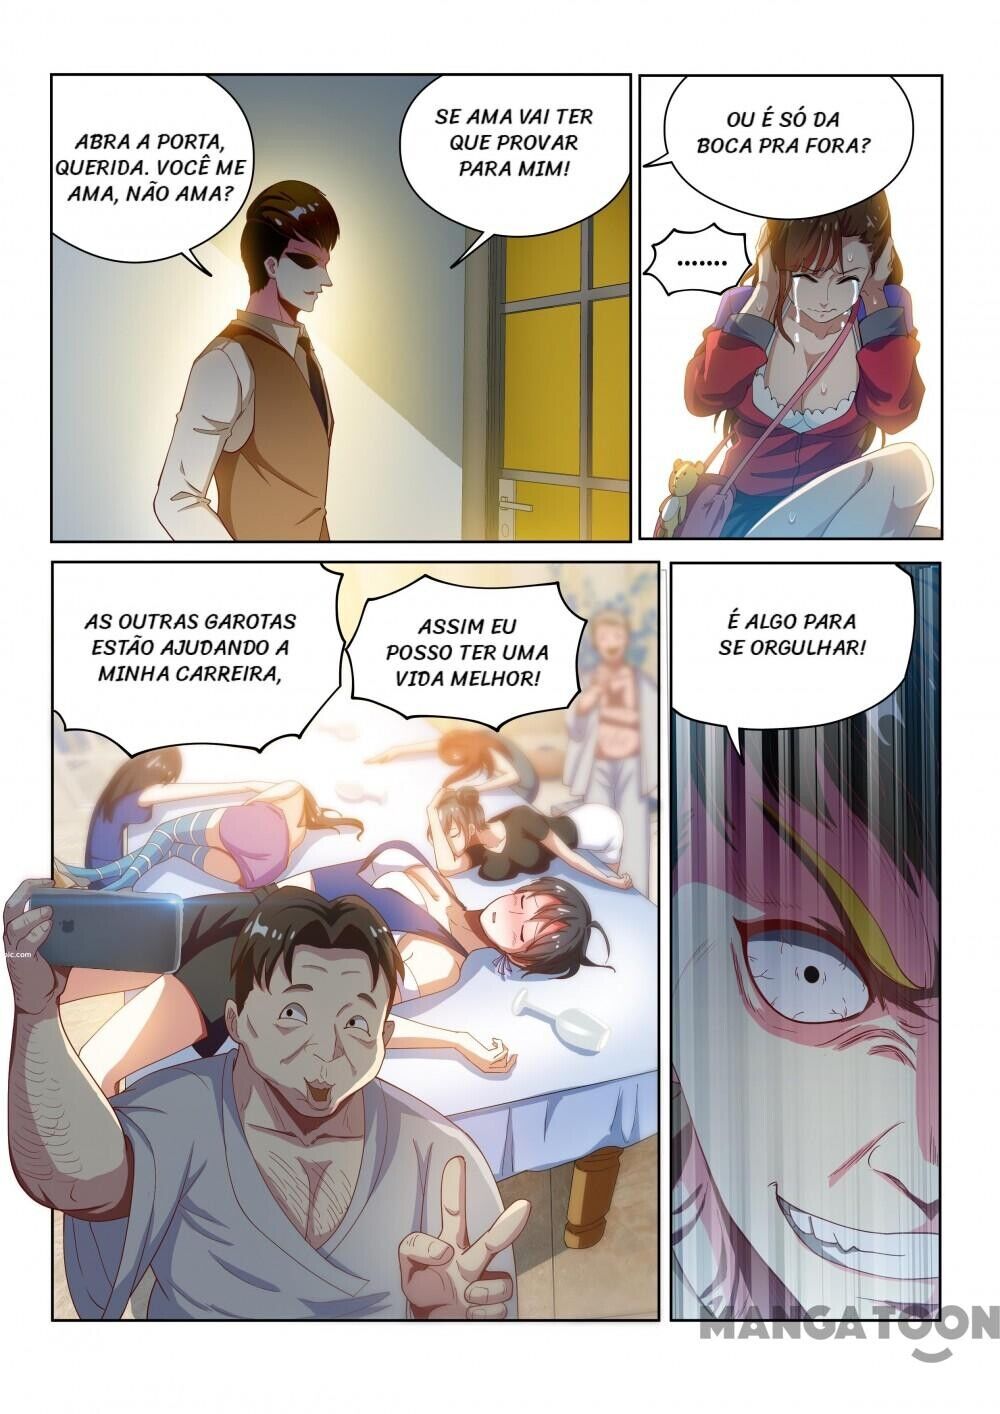 ABRA A PORTA,
QUERIDA. VOCÊ ME
AMA, NÃO AMA?
SE AMA VAI TER
QUE PROVAR
PARA MIM!
OU É SÓ DA
BOCA PRA FORA?
.......
AS OUTRAS GAROTAS
ESTÃO AJUDANDO A
MINHA CARREIRA,
ASSIM EU
POSSO TER UMA
VIDA MELHOR!
É ALGO PARA
SE ORGULHAR!
ic.com
MANGATOON